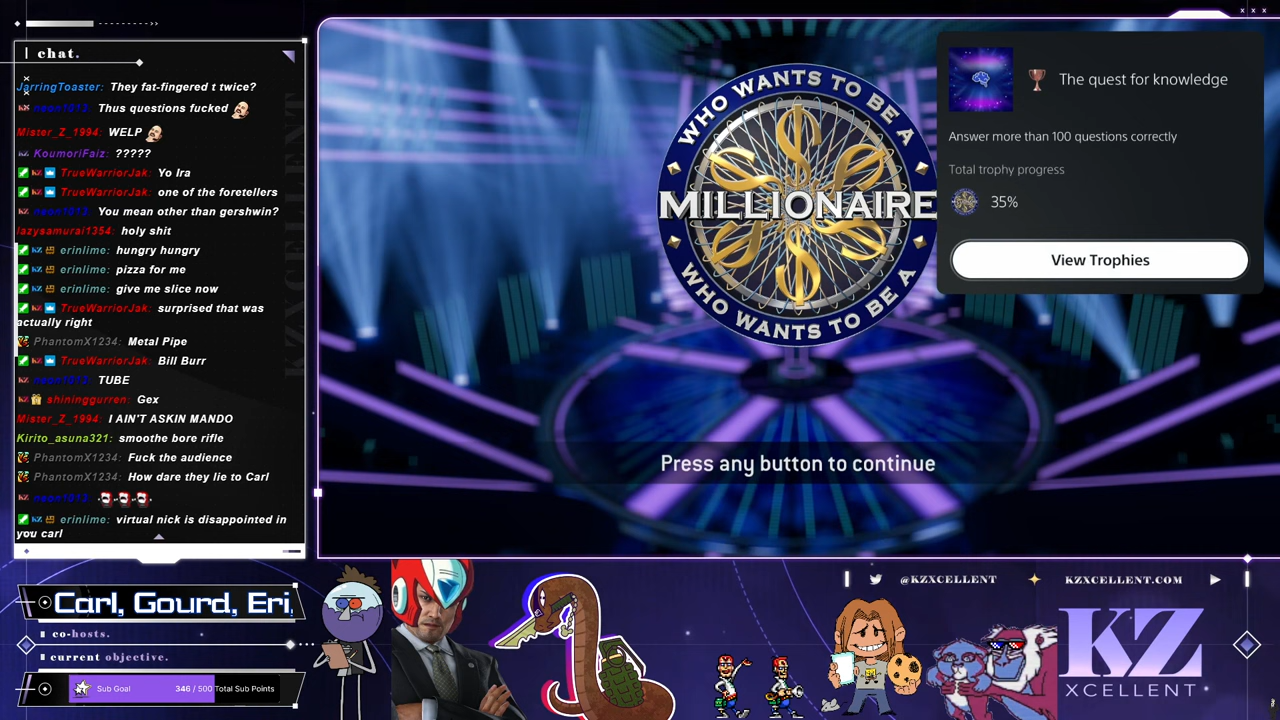 chat.
JarringToaster: They fat-fingered t twice?
neon1013: Thus questions fucked
Mister_Z_1994: WELP
KoumoriFaiz: ?????
TrueWarriorJak: Yo Ira
TrueWarriorJak: one of the foretellers
neon1013: You mean other than gershwin?
lazysamurai1354: holy shit
erinlime: hungry hungry
erinlime: pizza for me
erinlime: give me slice now
TrueWarriorJak: surprised that was
actually right
PhantomX1234: Metal Pipe
TrueWarriorJak: Bill Burr
neon1013: TUBE
shininggurren: Gex
Mister_Z_1994: I AIN'T ASKIN MANDO
Kirito_asuna321: smoothe bore rifle
PhantomX1234: Fuck the audience
PhantomX1234: How dare they lie to Carl
neon1013:
erinlime: virtual nick is disappointed in
you carl
KZXCELLENT
WHO WANTS TO BE A
MILLIONAIRE
WHO WANTS TO BE A
Press any button to continue
The quest for knowledge
Answer more than 100 questions correctly
Total trophy progress
35%
View Trophies
Carl, Gourd, Eri,
co-hosts.
current objective.
Sub Goal 346 / 500 Total Sub Points
@KZXCELLENT
KZXCELLENT.COM
KZ
XCELLENT